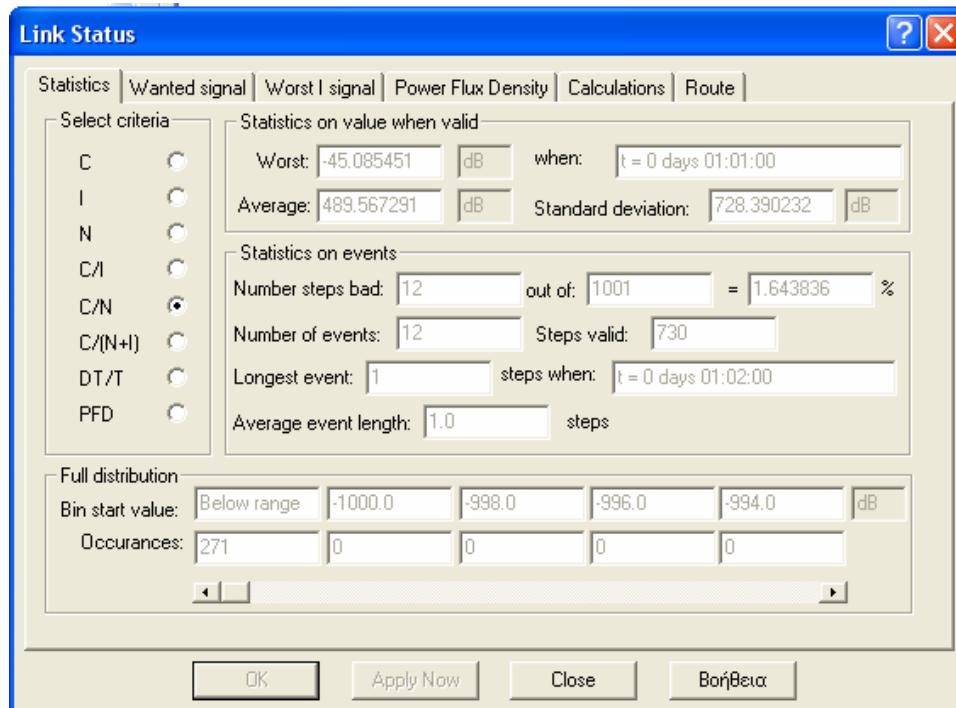 Link Status
Statistics Wanted signal Worst I signal Power Flux Density Calculations Route
Select criteria
C
I
N
C/I
C/N
C/(N+I)
DT/T
PFD
Statistics on value when valid
Worst: -45.085451 dB when: t = 0 days 01:01:00
Average: 489.567291 dB Standard deviation: 728.390232 dB
Statistics on events
Number steps bad: 12 out of: 1001 = 1.643836 %
Number of events: 12 Steps valid: 730
Longest event: 1 steps when: t = 0 days 01:02:00
Average event length: 1.0 steps
Full distribution
Bin start value: Below range -1000.0 -998.0 -996.0 -994.0 dB
Occurances: 271 0 0 0 0
OK Apply Now Close Βοήθεια